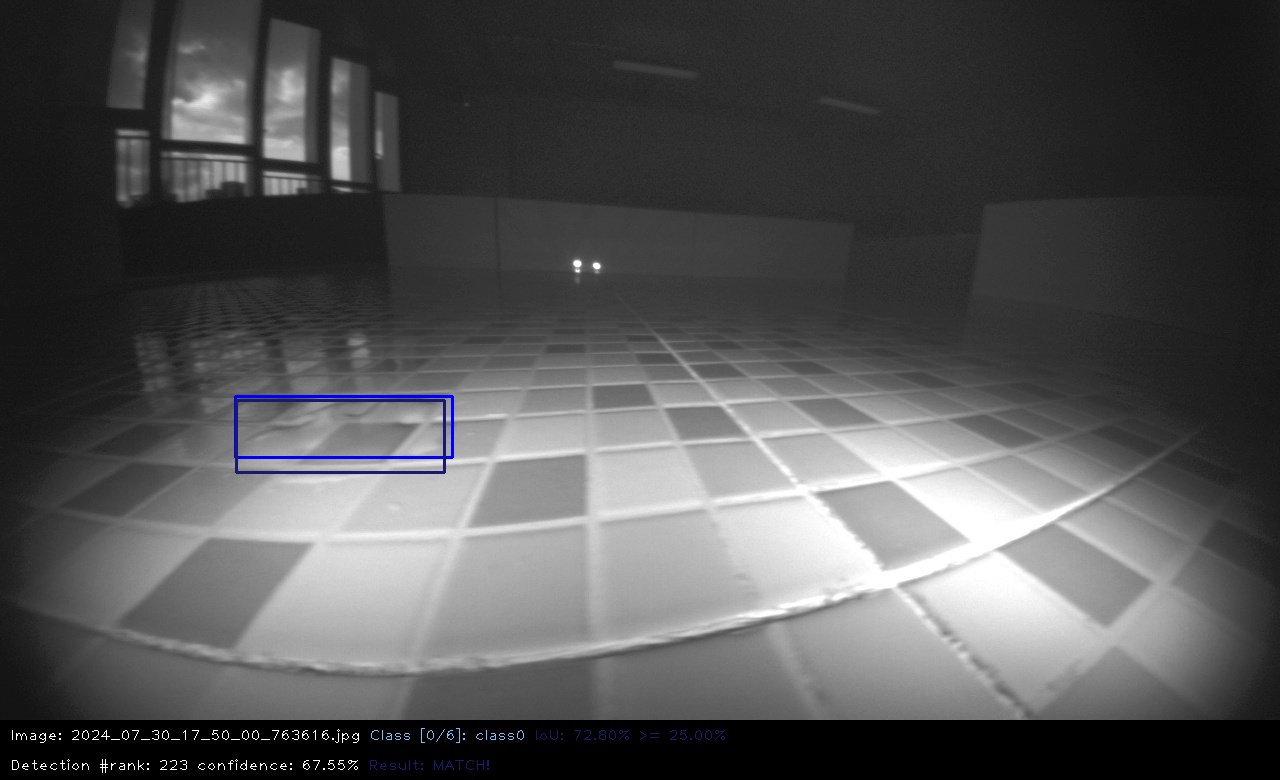 Image: 2024_07_30_17_50_00_763616.jpg Class [0/6]: class0 IoU: 72.80% >= 25.00%
Detection #rank: 223 confidence: 67.55% Result: MATCH!